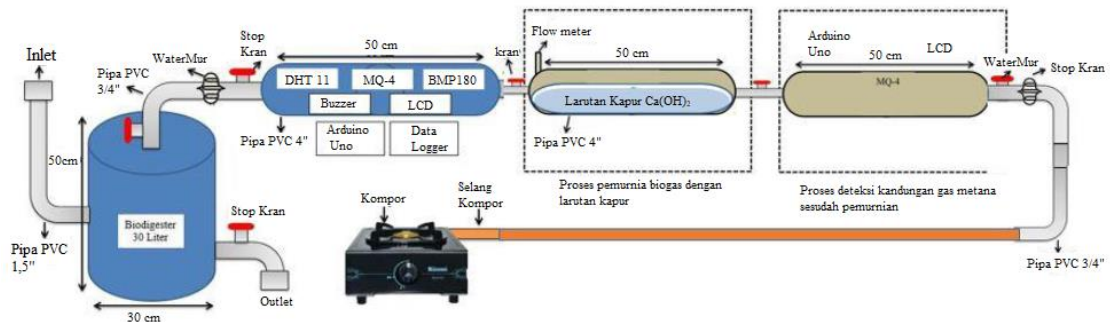 Inlet
Pipa PVC
3/4"
WaterMur
Stop
Kran
50 cm
DHT 11
MQ-4
BMP180
Buzzer
LCD
Pipa PVC 4"
Arduino
Uno
Data
Logger
kran
Flow meter
50 cm
Larutan Kapur Ca(OH)₂
Pipa PVC 4"
Proses pemurnia biogas dengan
larutan kapur
Arduino
Uno
50 cm
LCD
MQ-4
Proses deteksi kandungan gas metana
sesudah pemurnian
WaterMur
Stop Kran
50cm
Biodigester
30 Liter
Pipa PVC
1,5"
Stop Kran
Outlet
30 cm
Kompor
Selang
Kompor
Pipa PVC 3/4"